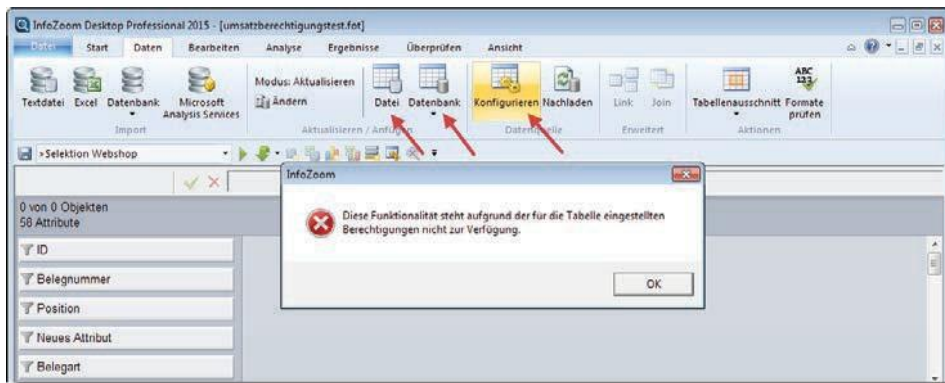 InfoZoom Desktop Professional 2015 - [umsatzberechtigungstest.fot]
Datei Start Daten Bearbeiten Analyse Ergebnisse Überprüfen Ansicht
Textdatei Excel Datenbank Microsoft Analysis Services
Import
Modus: Aktualisieren
Ändern
Datei Datenbank
Aktualisieren / Anfügen
Konfigurieren Nachladen
Datenquelle
Link Join
Erweitert
Tabellenausschnitt Formate prüfen
ABC
123
Aktionen
>Selektion Webshop
InfoZoom
Diese Funktionalität steht aufgrund der für die Tabelle eingestellten
Berechtigungen nicht zur Verfügung.
OK
0 von 0 Objekten
58 Attribute
ID
Belegnummer
Position
Neues Attribut
Belegart